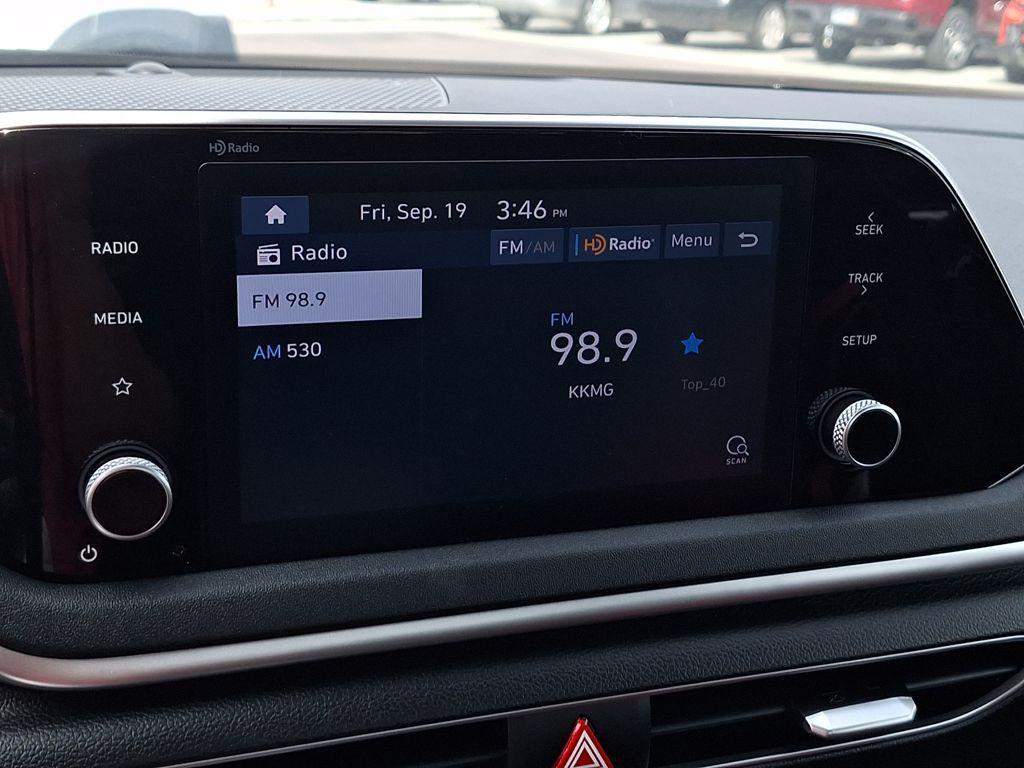 HD Radio
Fri, Sep. 19 3:46 PM
Radio FM/AM HD Radio Menu
FM 98.9
AM 530
FM
98.9
KKMG
Top_40
SCAN
RADIO
MEDIA
SEEK
TRACK
SETUP